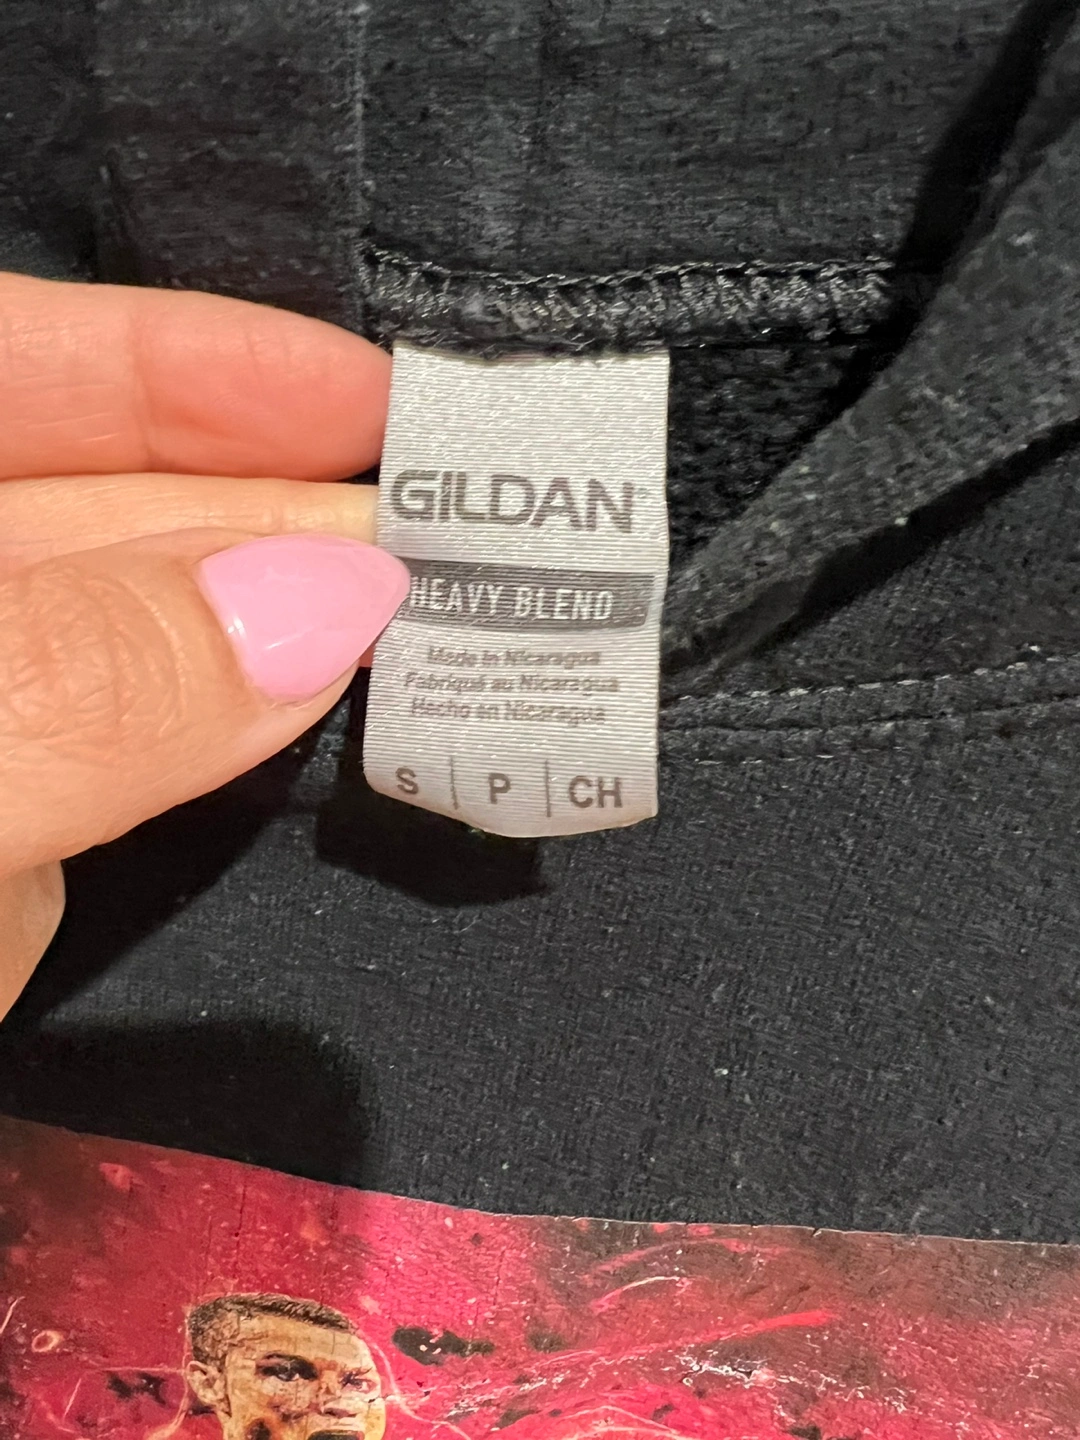 GILDAN®
HEAVY BLEND
Made in Nicaragua
Fabriqué au Nicaragua
Hecho en Nicaragua
S | P | CH